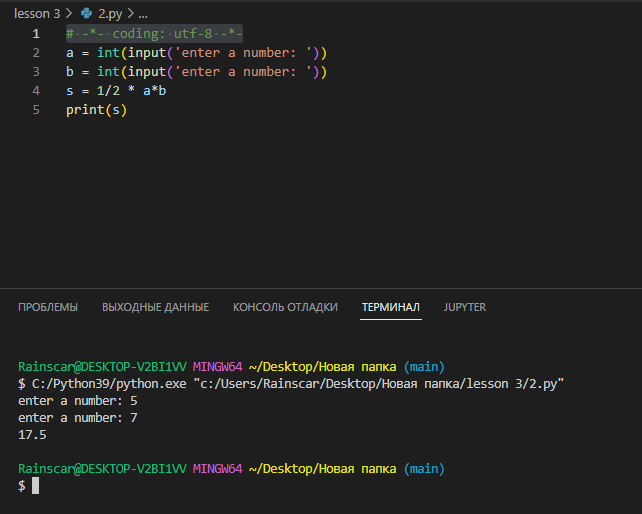 lesson 3 > 2.py > ...
1 # -*- coding: utf-8 -*-
2 a = int(input('enter a number: '))
3 b = int(input('enter a number: '))
4 s = 1/2 * a*b
5 print(s)
ПРОБЛЕМЫ ВЫХОДНЫЕ ДАННЫЕ КОНСОЛЬ ОТЛАДКИ ТЕРМИНАЛ JUPYTER
Rainscar@DESKTOP-V2BI1VV MINGW64 ~/Desktop/Новая папка (main)
$ C:/Python39/python.exe "c:/Users/Rainscar/Desktop/Новая папка/lesson 3/2.py"
enter a number: 5
enter a number: 7
17.5
Rainscar@DESKTOP-V2BI1VV MINGW64 ~/Desktop/Новая папка (main)
$